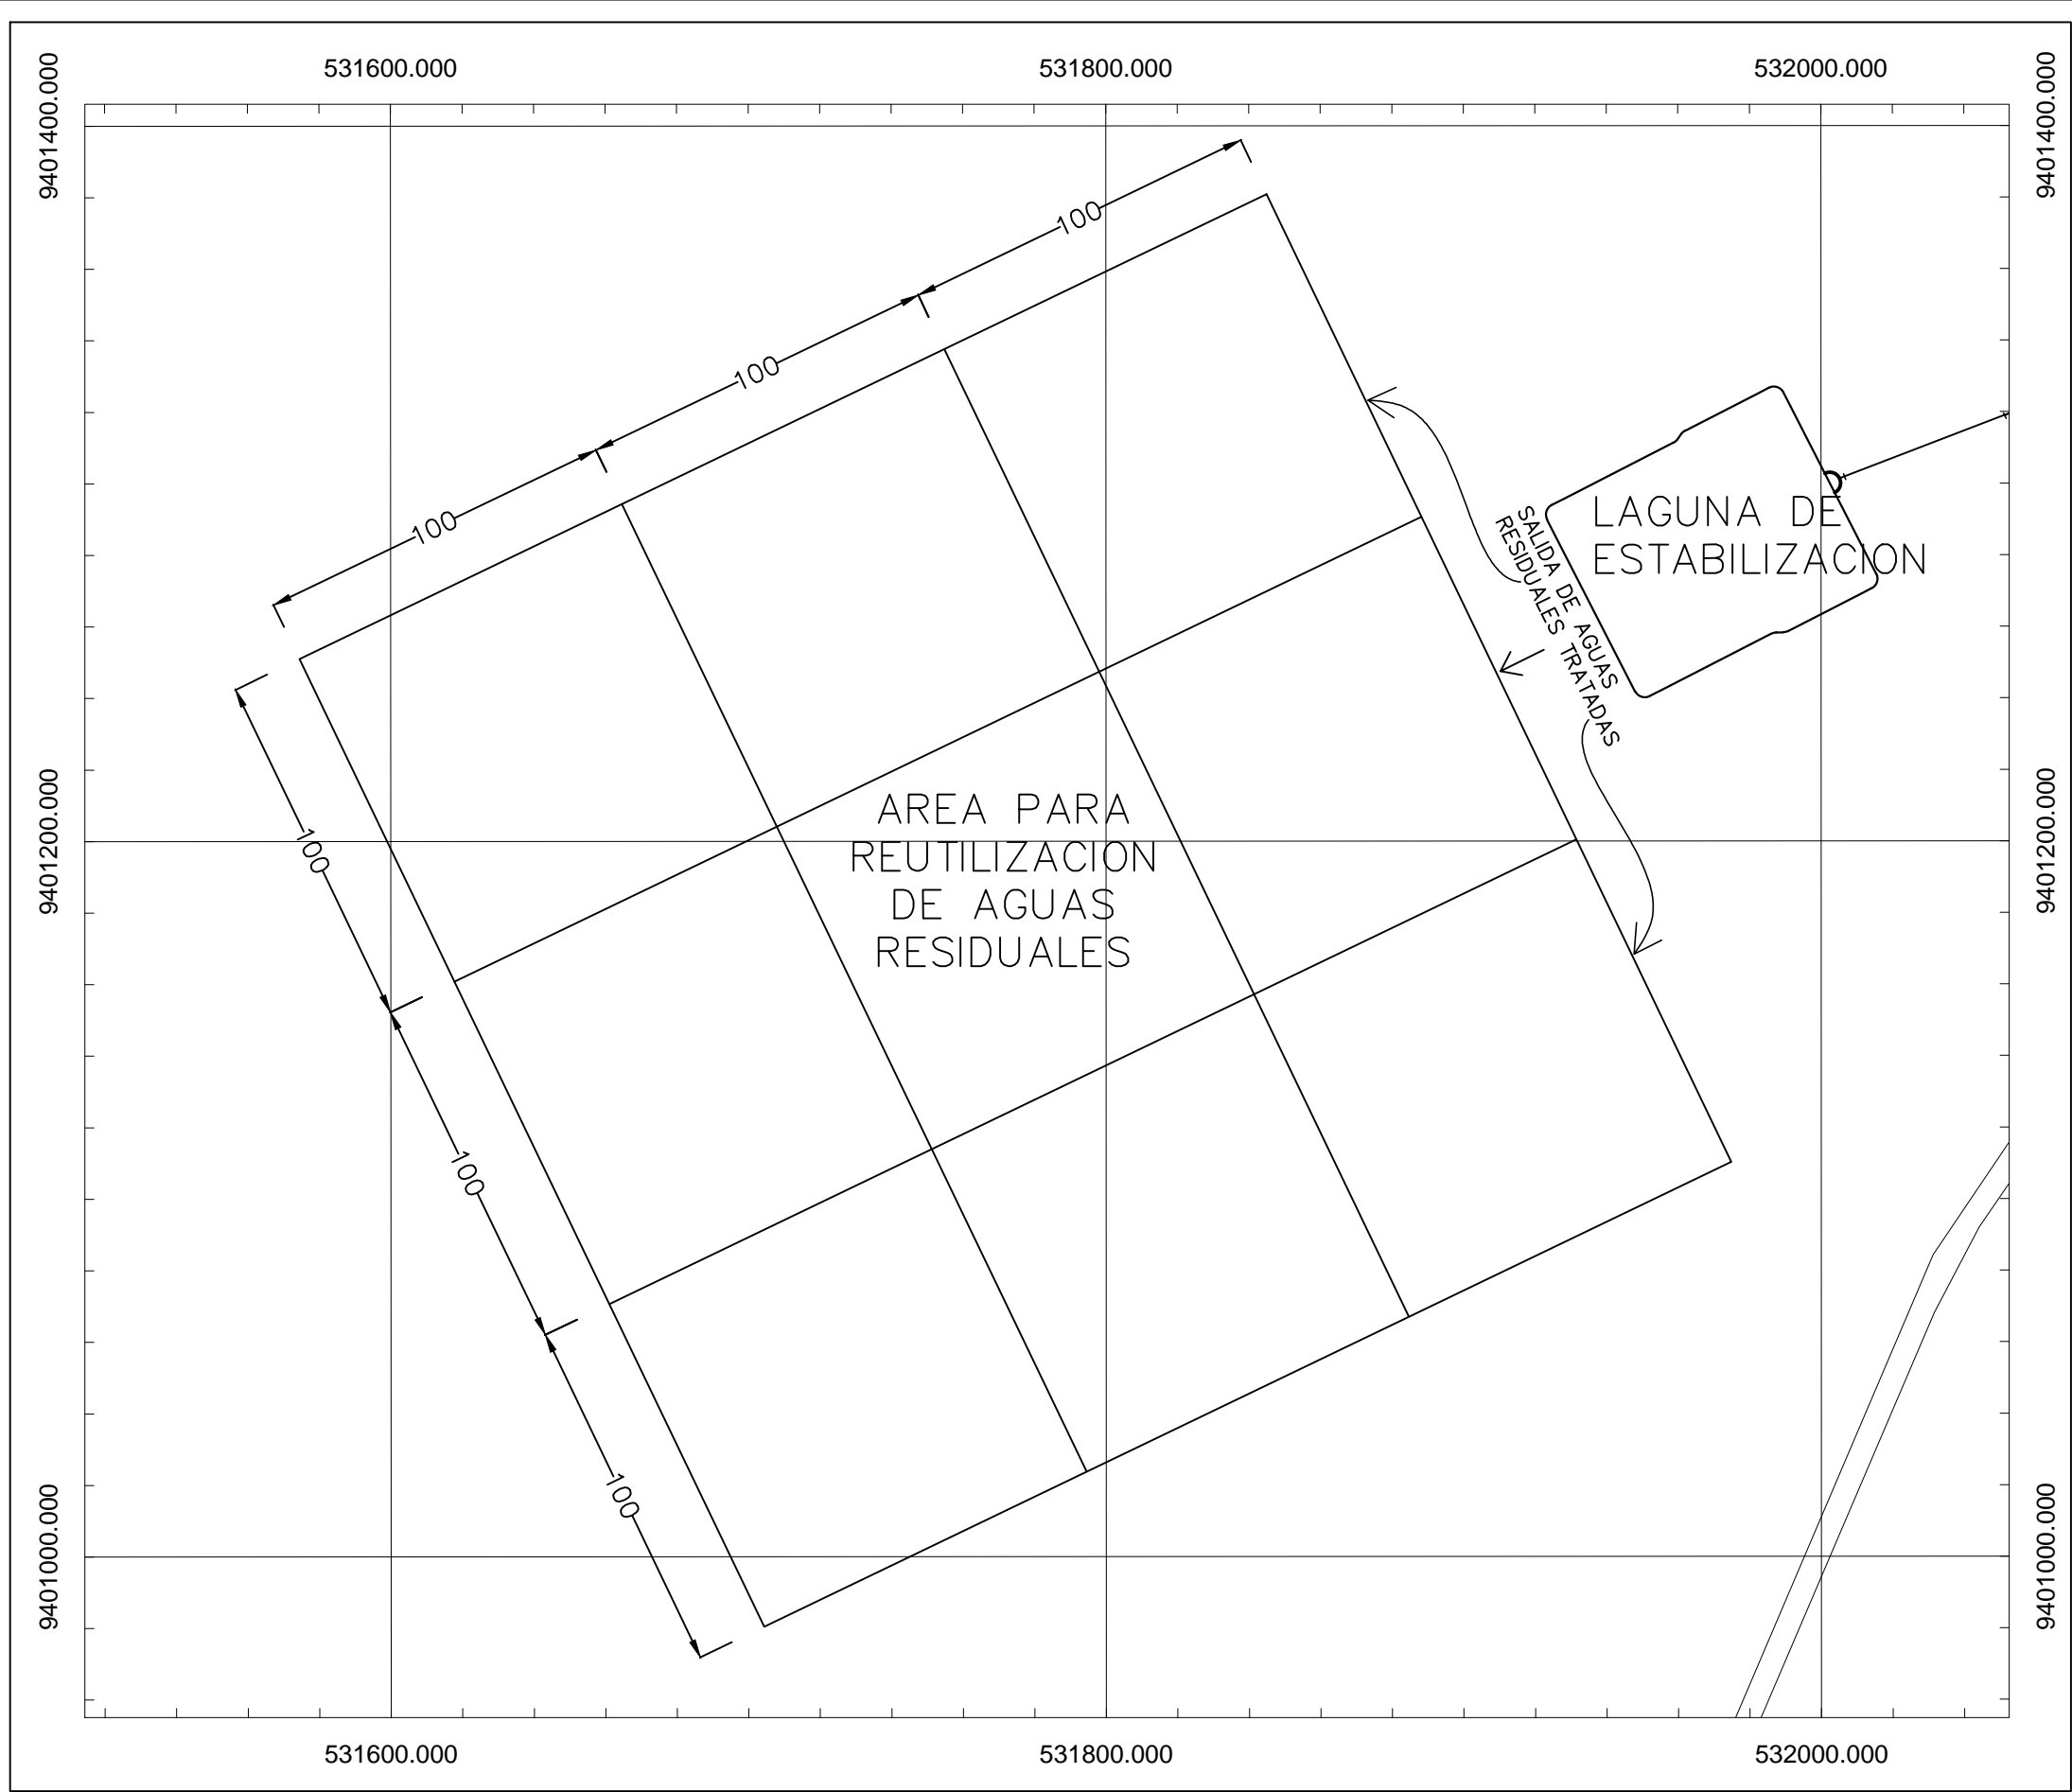 531600.000
531800.000
532000.000
9401400.000
9401400.000
100
100
100
LAGUNA DE
ESTABILIZACION
SALIDA DE AGUAS
RESIDUALES TRATADAS
9401200.000
9401200.000
100
AREA PARA
REUTILIZACION
DE AGUAS
RESIDUALES
100
100
9401000.000
9401000.000
531600.000
531800.000
532000.000